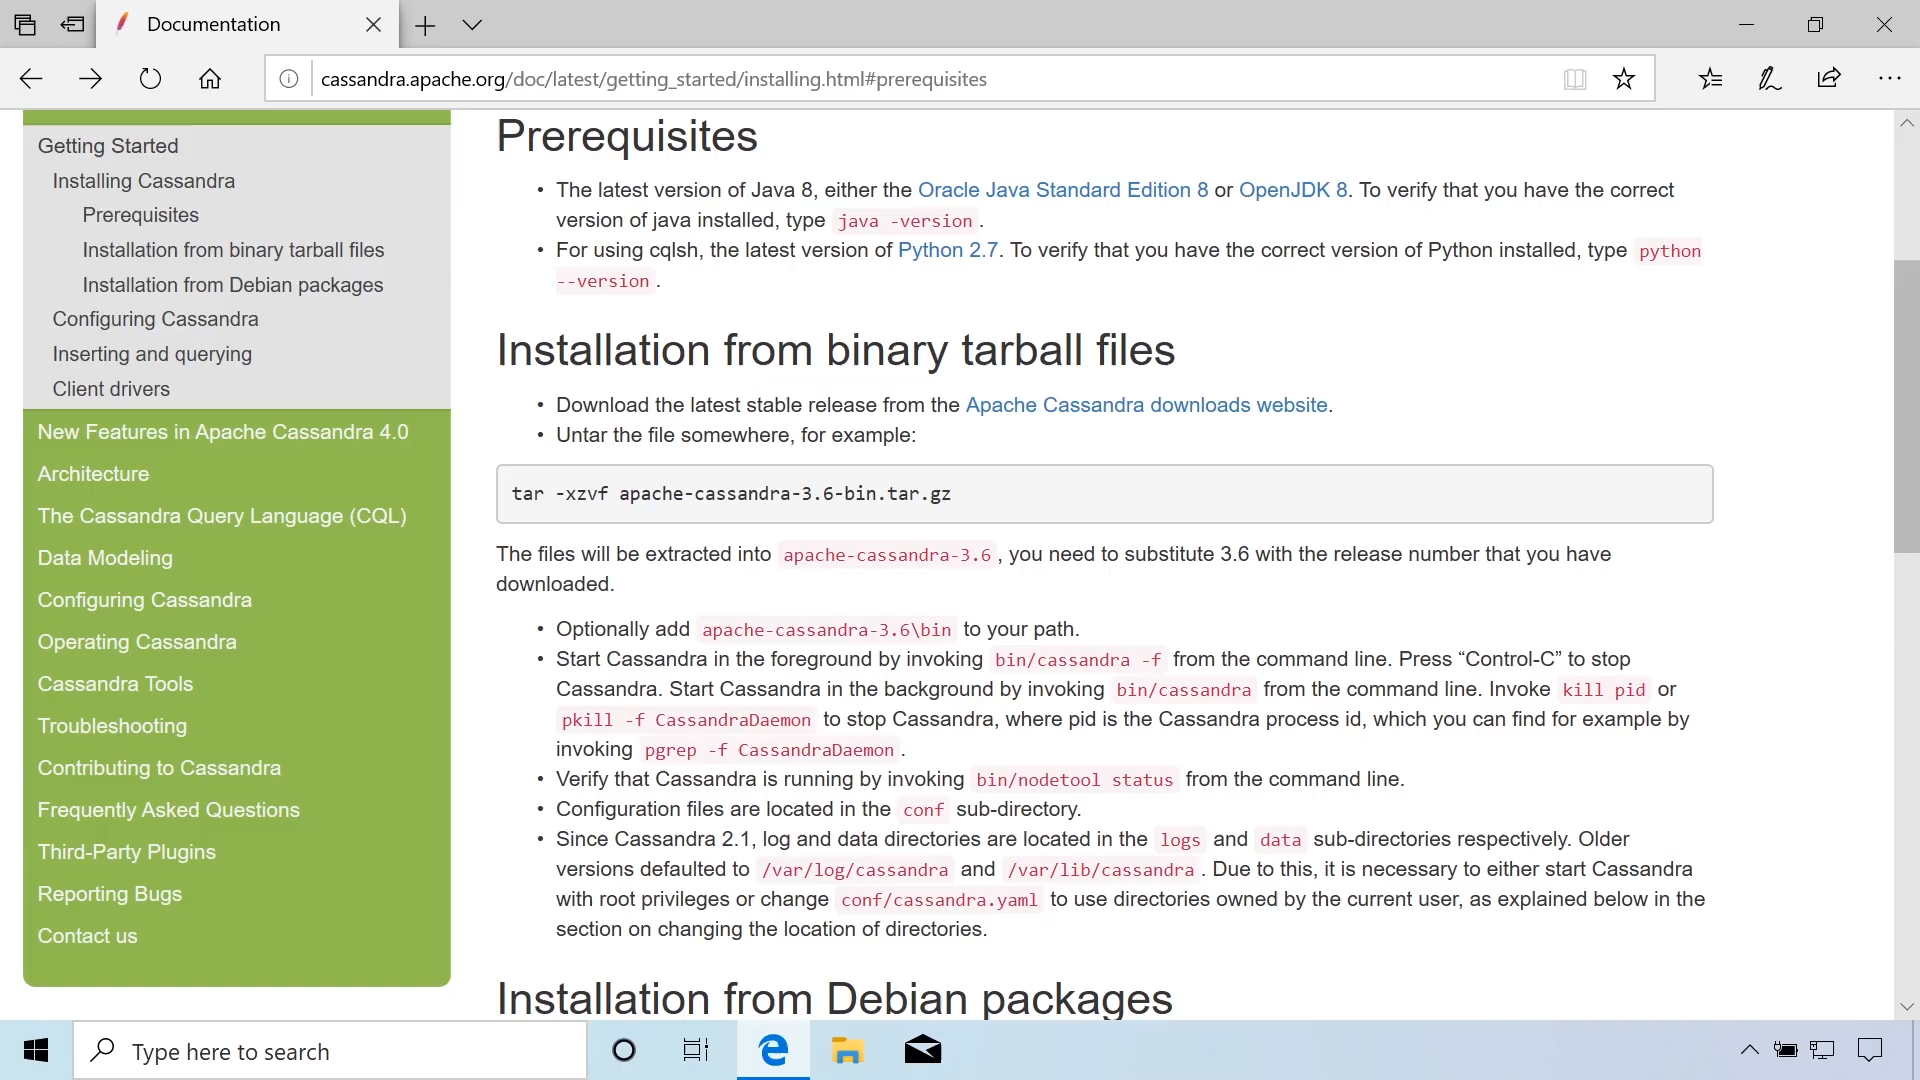 Documentation
cassandra.apache.org/doc/latest/getting_started/installing.html#prerequisites
Getting Started
Installing Cassandra
Prerequisites
Installation from binary tarball files
Installation from Debian packages
Configuring Cassandra
Inserting and querying
Client drivers
New Features in Apache Cassandra 4.0
Architecture
The Cassandra Query Language (CQL)
Data Modeling
Configuring Cassandra
Operating Cassandra
Cassandra Tools
Troubleshooting
Contributing to Cassandra
Frequently Asked Questions
Third-Party Plugins
Reporting Bugs
Contact us
Prerequisites
• The latest version of Java 8, either the Oracle Java Standard Edition 8 or OpenJDK 8. To verify that you have the correct
version of java installed, type java -version.
• For using cqlsh, the latest version of Python 2.7. To verify that you have the correct version of Python installed, type python
--version.
Installation from binary tarball files
• Download the latest stable release from the Apache Cassandra downloads website.
• Untar the file somewhere, for example:
tar -xzvf apache-cassandra-3.6-bin.tar.gz
The files will be extracted into apache-cassandra-3.6, you need to substitute 3.6 with the release number that you have
downloaded.
• Optionally add apache-cassandra-3.6\bin to your path.
• Start Cassandra in the foreground by invoking bin/cassandra -f from the command line. Press “Control-C” to stop
Cassandra. Start Cassandra in the background by invoking bin/cassandra from the command line. Invoke kill pid or
pkill -f CassandraDaemon to stop Cassandra, where pid is the Cassandra process id, which you can find for example by
invoking pgrep -f CassandraDaemon.
• Verify that Cassandra is running by invoking bin/nodetool status from the command line.
• Configuration files are located in the conf sub-directory.
• Since Cassandra 2.1, log and data directories are located in the logs and data sub-directories respectively. Older
versions defaulted to /var/log/cassandra and /var/lib/cassandra. Due to this, it is necessary to either start Cassandra
with root privileges or change conf/cassandra.yaml to use directories owned by the current user, as explained below in the
section on changing the location of directories.
Installation from Debian packages
Type here to search